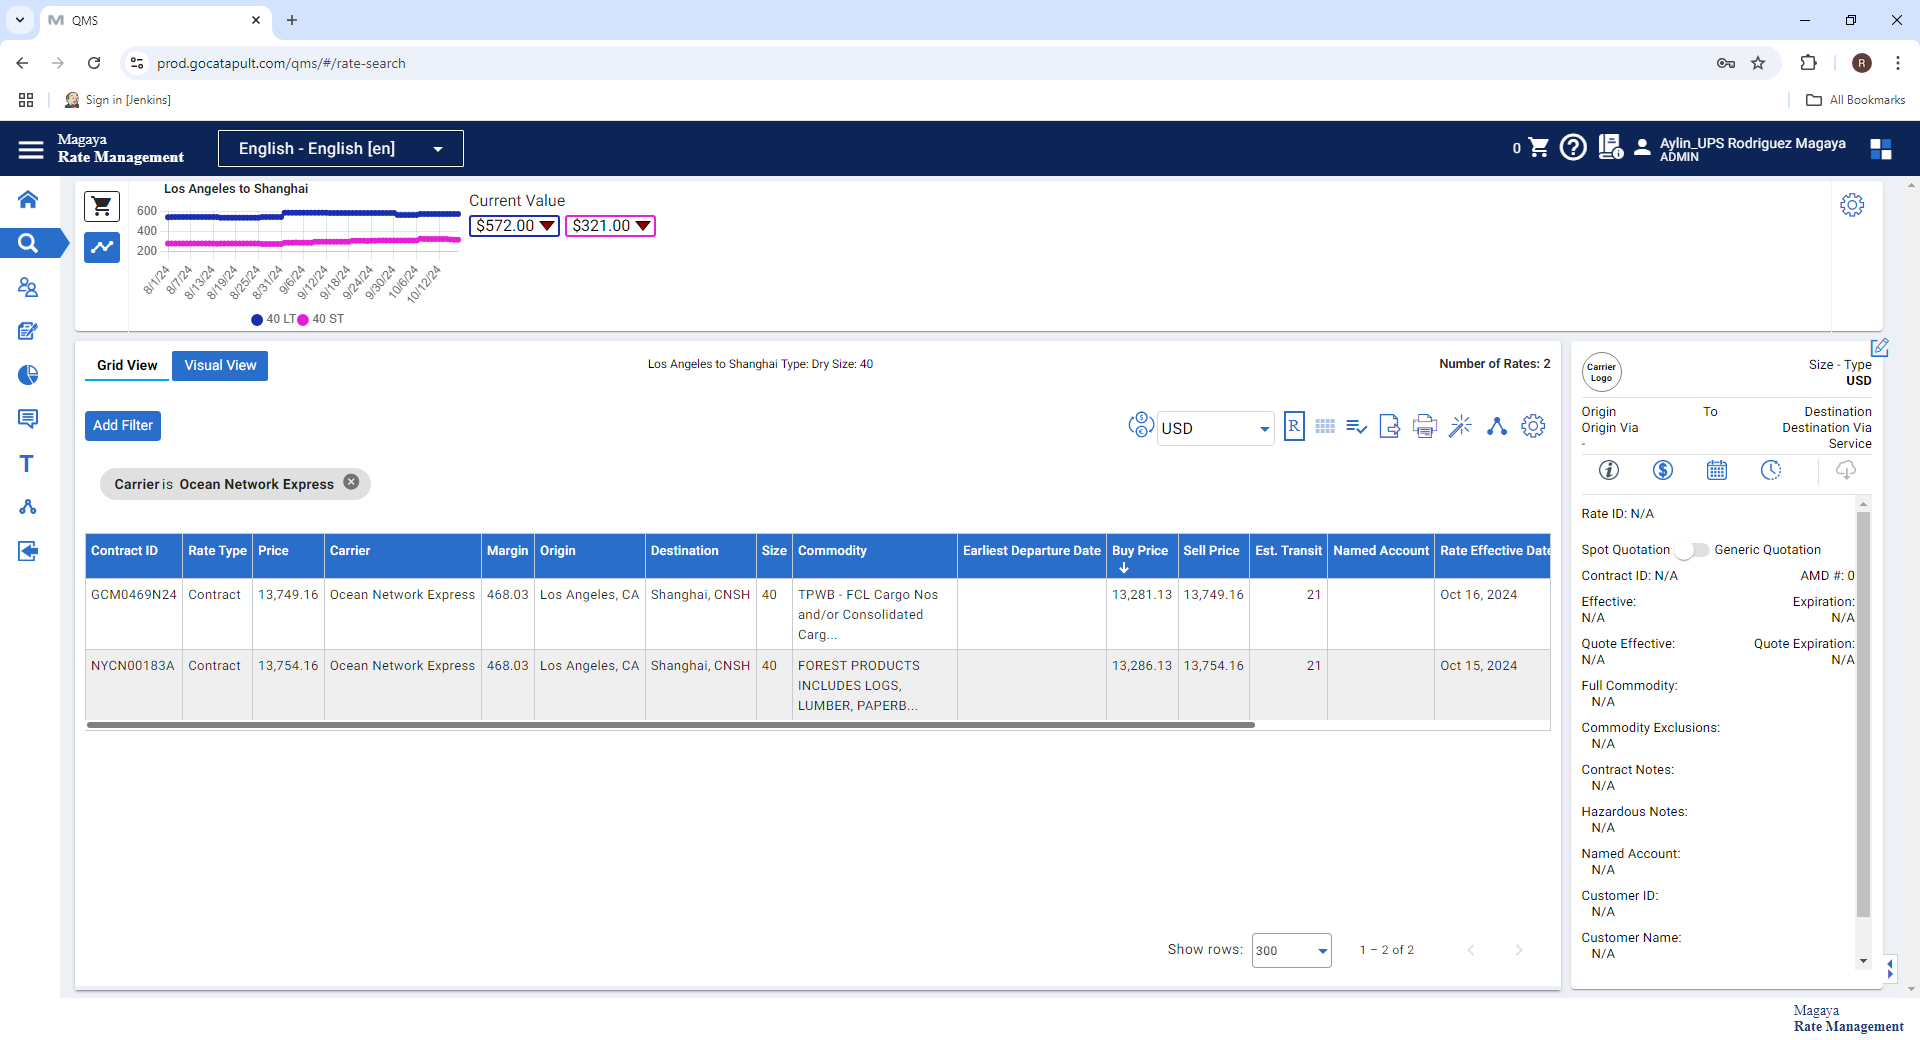 QMS
prod.gocatapult.com/qms/#/rate-search
R
Sign in [Jenkins]
All Bookmarks
Magaya
Rate Management
English - English [en]
0
Aylin_UPS Rodriguez Magaya
ADMIN
Los Angeles to Shanghai
600
400
200
8/1/24 8/7/24 8/13/24 8/19/24 8/25/24 8/31/24 9/6/24 9/12/24 9/18/24 9/24/24 9/30/24 10/6/24 10/12/24
40 LT 40 ST
Current Value
$572.00 $321.00
Grid View Visual View
Los Angeles to Shanghai Type: Dry Size: 40
Number of Rates: 2
Add Filter
USD
R
Carrier is Ocean Network Express
Contract ID Rate Type Price Carrier Margin Origin Destination Size Commodity Earliest Departure Date Buy Price Sell Price Est. Transit Named Account Rate Effective Date
GCM0469N24 Contract 13,749.16 Ocean Network Express 468.03 Los Angeles, CA Shanghai, CNSH 40 TPWB - FCL Cargo Nos 13,281.13 13,749.16 21 Oct 16, 2024
and/or Consolidated
Carg...
NYCN00183A Contract 13,754.16 Ocean Network Express 468.03 Los Angeles, CA Shanghai, CNSH 40 FOREST PRODUCTS 13,286.13 13,754.16 21 Oct 15, 2024
INCLUDES LOGS,
LUMBER, PAPERB...
Show rows: 300 1 – 2 of 2
Carrier
Logo
Size - Type
USD
Origin To Destination
Origin Via Destination Via
- Service
Rate ID: N/A
Spot Quotation Generic Quotation
Contract ID: N/A AMD #: 0
Effective: Expiration:
N/A N/A
Quote Effective: Quote Expiration:
N/A N/A
Full Commodity:
N/A
Commodity Exclusions:
N/A
Contract Notes:
N/A
Hazardous Notes:
N/A
Named Account:
N/A
Customer ID:
N/A
Customer Name:
N/A
Magaya
Rate Management